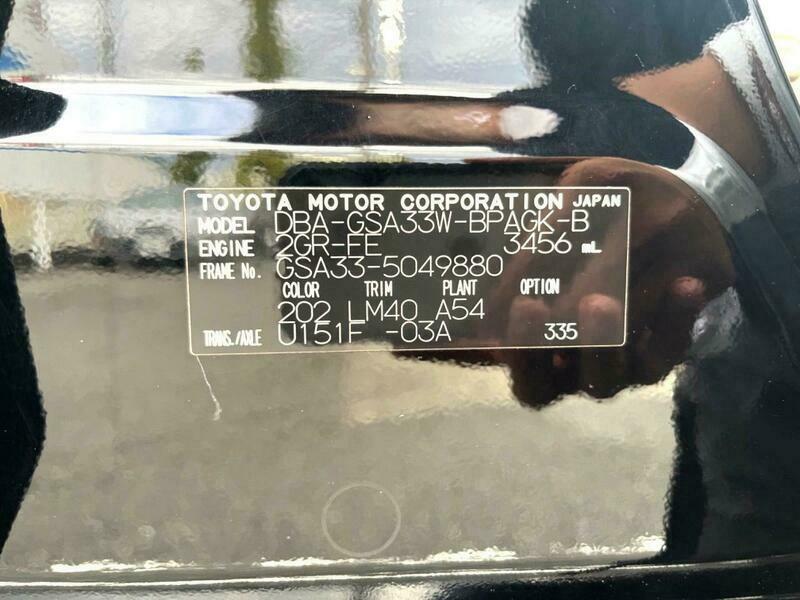 TOYOTA MOTOR CORPORATION JAPAN
MODEL DBA-GSA33W-BPAGK-B
ENGINE 2GR-FE 3456 mL
FRAME No. GSA33-5049880
COLOR TRIM PLANT OPTION
202 LM40 A54
TRANS./AXLE U151F -03A 335